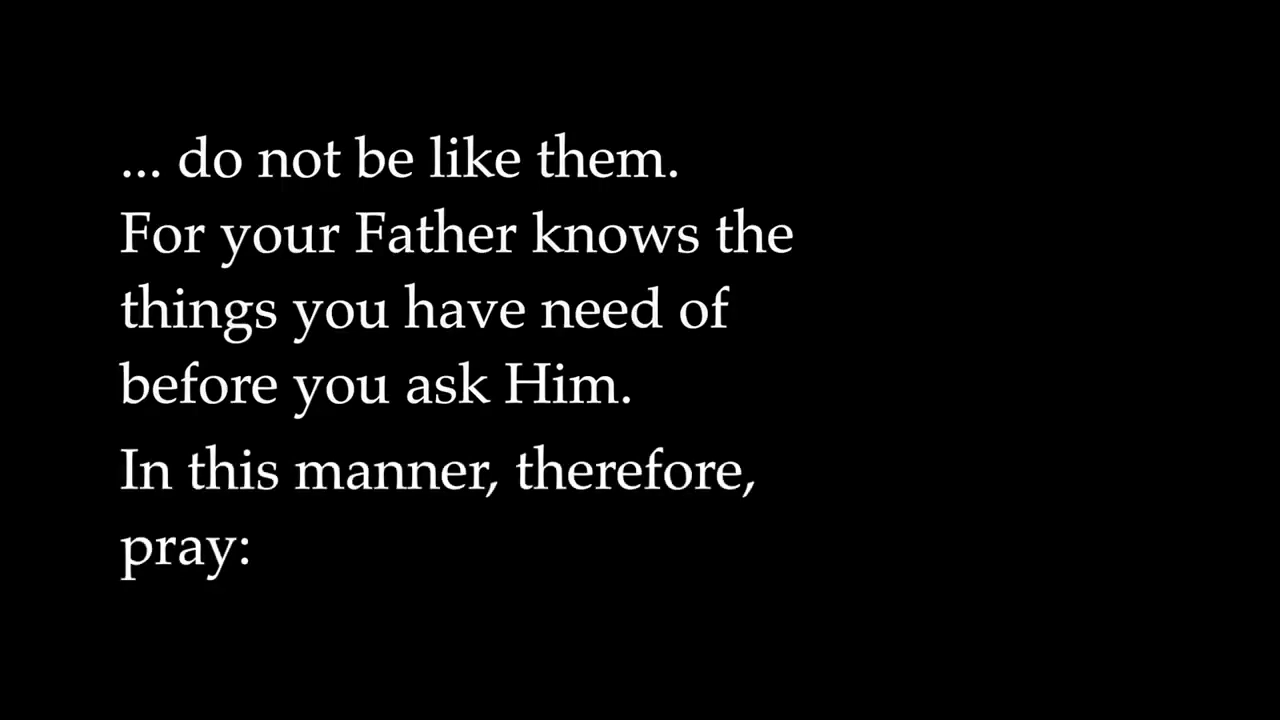 ... do not be like them.
For your Father knows the
things you have need of
before you ask Him.
In this manner, therefore,
pray: